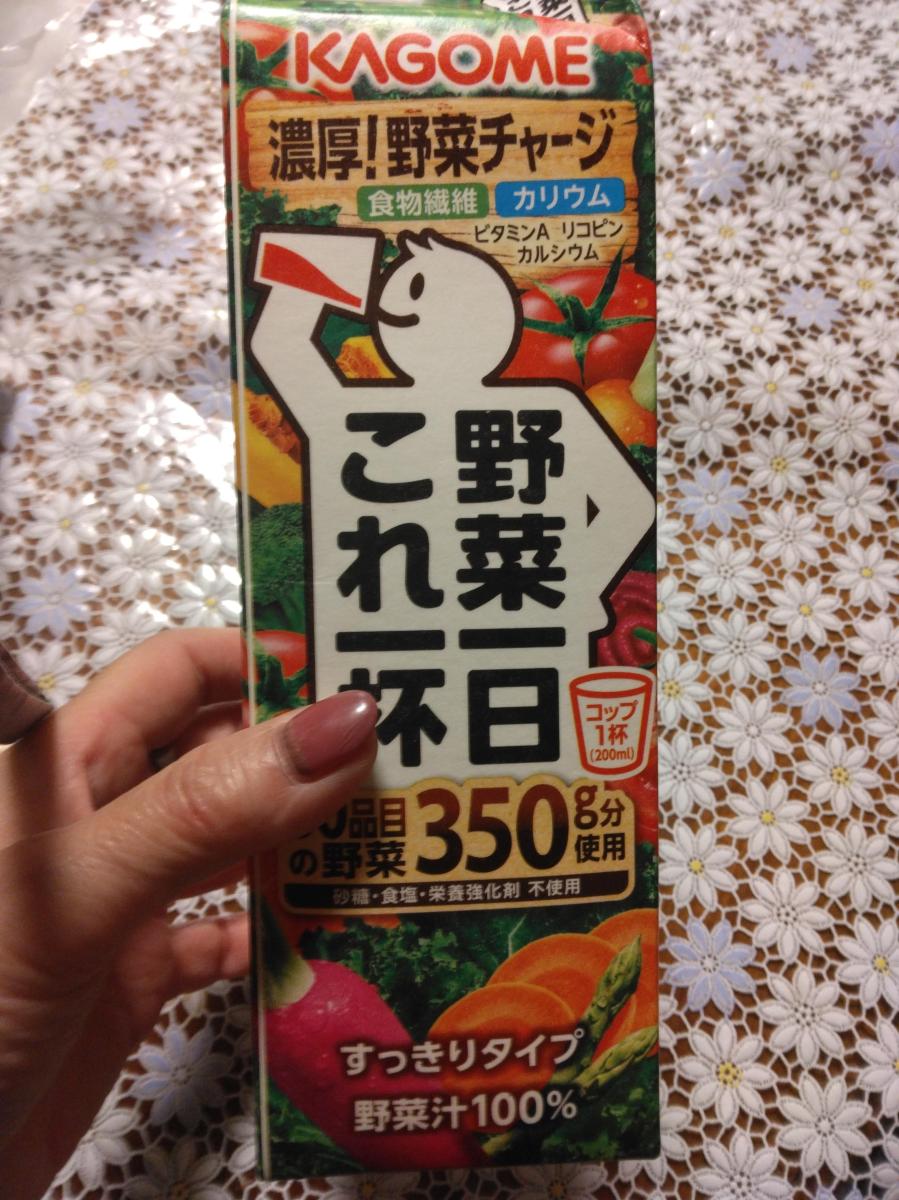 KAGOME
濃厚!野菜チャージ
食物繊維 カリウム
ビタミンA リコピン
カルシウム
野菜一日
これ一杯
コップ
1杯
(200ml)
品目
の野菜
350g分
使用
砂糖・食塩・栄養強化剤 不使用
すっきりタイプ
野菜汁100%